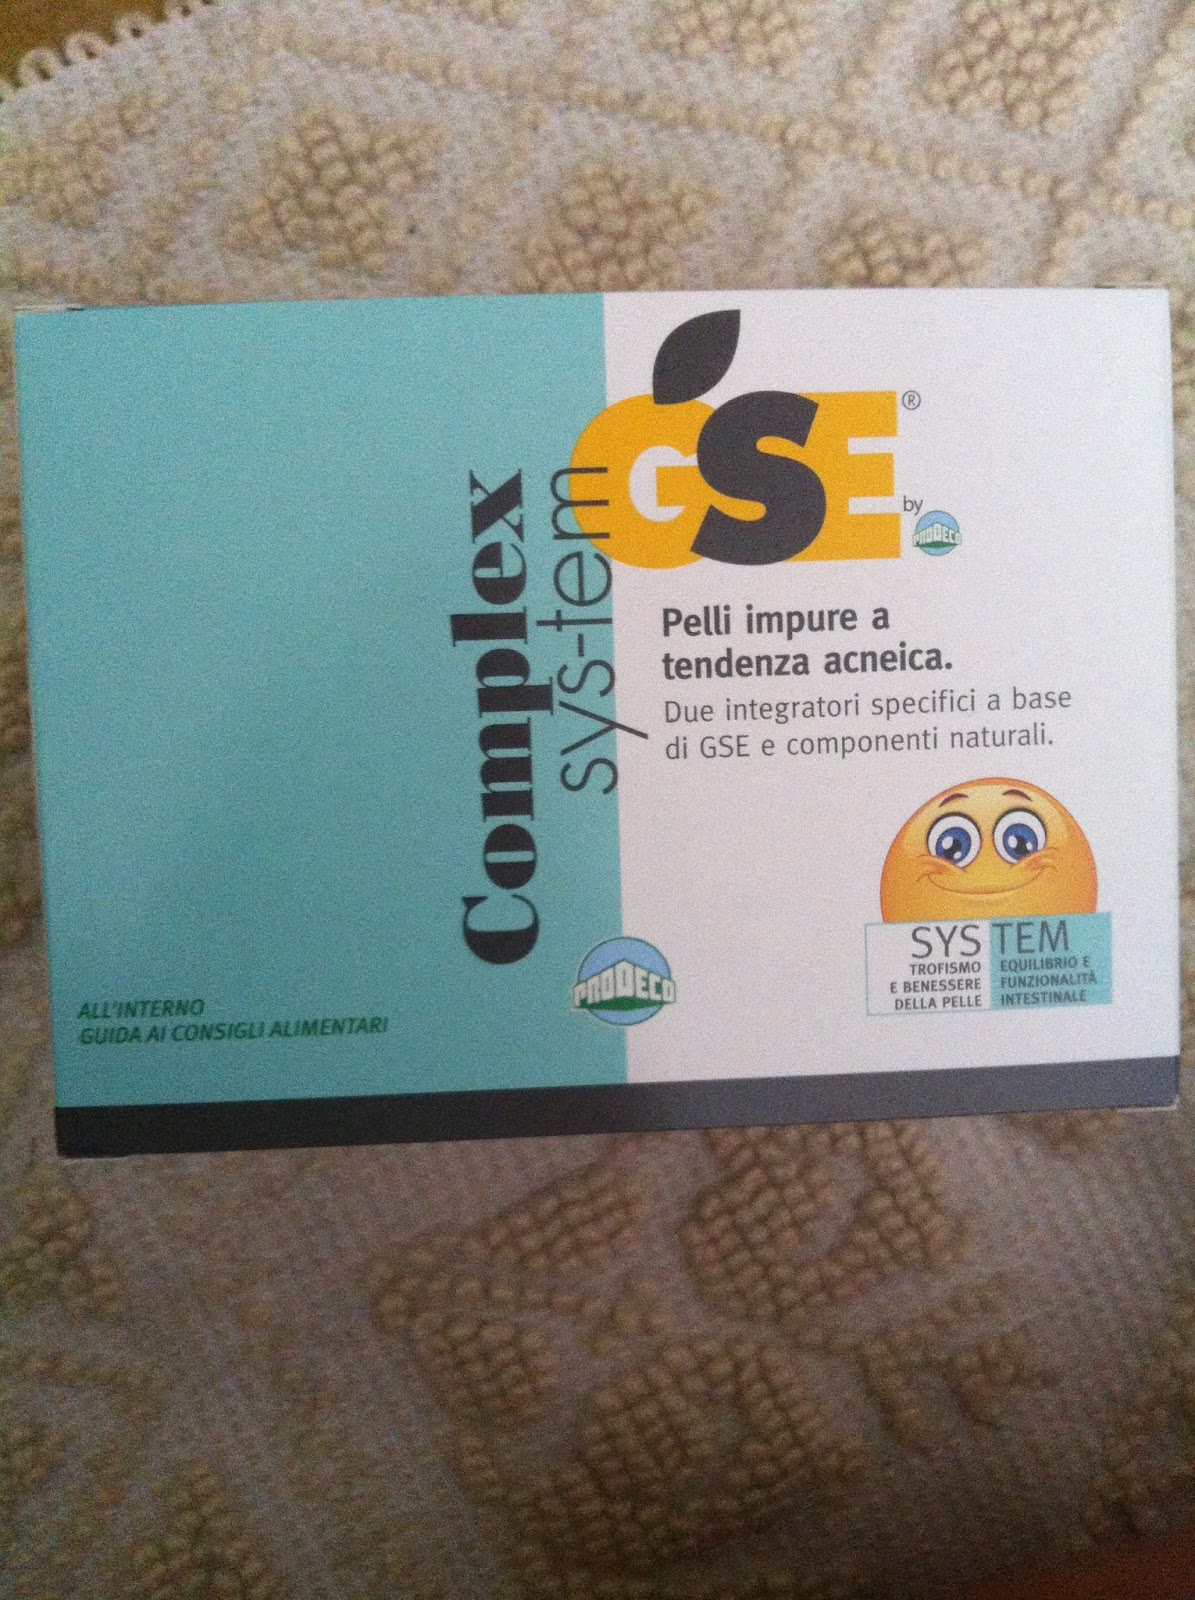 GSE®
by
PRODECO
Complex
sys-tem
Pelli impure a
tendenza acneica.
Due integratori specifici a base
di GSE e componenti naturali.
SYS TEM
TROFISMO
E BENESSERE
DELLA PELLE
EQUILIBRIO E
FUNZIONALITÀ
INTESTINALE
PRODECO
ALL'INTERNO
GUIDA AI CONSIGLI ALIMENTARI